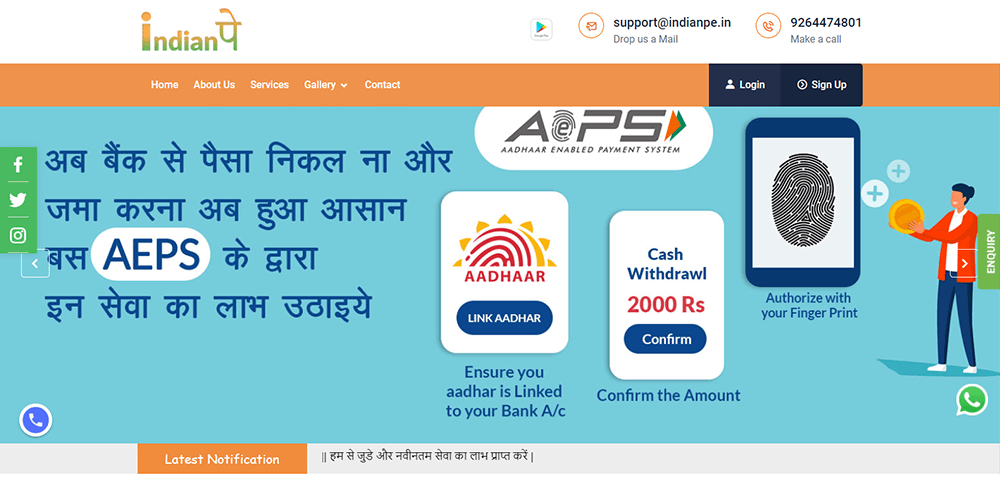 indianपे
Google Play
support@indianpe.in
Drop us a Mail
9264474801
Make a call
Home
About Us
Services
Gallery
Contact
Login
Sign Up
AePS
AADHAAR ENABLED PAYMENT SYSTEM
अब बैंक से पैसा निकल ना और
जमा करना अब हुआ आसान
बस AEPS के द्वारा
इन सेवा का लाभ उठाइये
AADHAAR
LINK AADHAR
Ensure you
aadhar is Linked
to your Bank A/c
Cash
Withdrawl
2000 Rs
Confirm
Confirm the Amount
Authorize with
your Finger Print
ENQUIRY
Latest Notification
|| हम से जुडे और नवीनतम सेवा का लाभ प्राप्त करें |